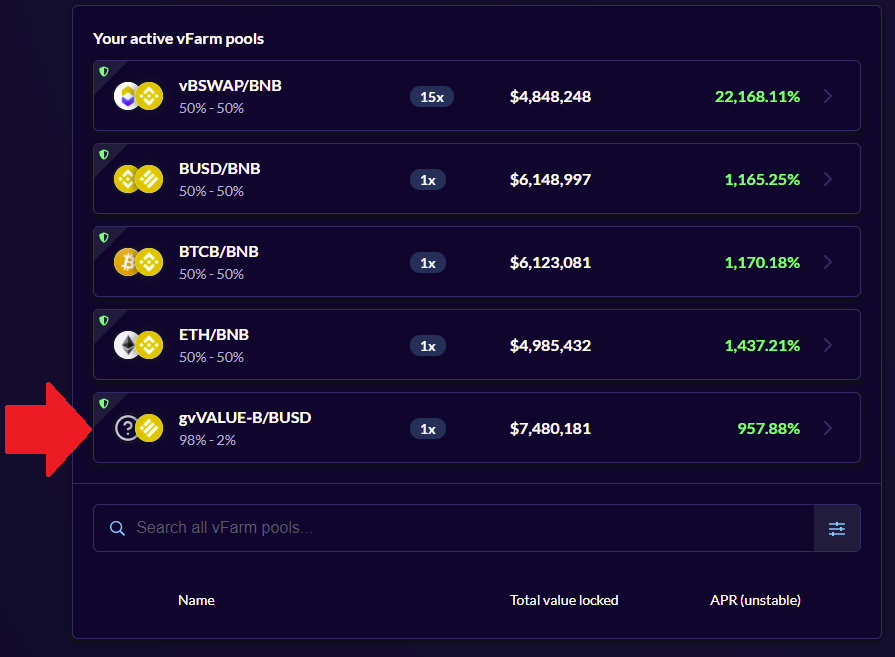 Your active vFarm pools
vBSWAP/BNB
50% - 50%
15x
$4,848,248
22,168.11%
BUSD/BNB
50% - 50%
1x
$6,148,997
1,165.25%
BTCB/BNB
50% - 50%
1x
$6,123,081
1,170.18%
ETH/BNB
50% - 50%
1x
$4,985,432
1,437.21%
gvVALUE-B/BUSD
98% - 2%
1x
$7,480,181
957.88%
Search all vFarm pools...
Name
Total value locked
APR (unstable)